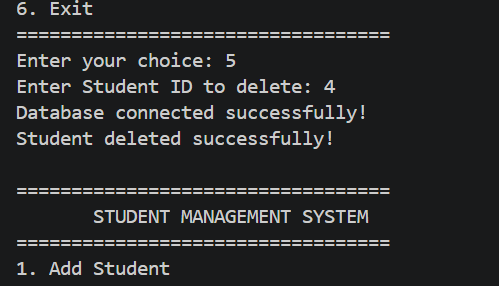 6. Exit
==================================
Enter your choice: 5
Enter Student ID to delete: 4
Database connected successfully!
Student deleted successfully!

==================================
       STUDENT MANAGEMENT SYSTEM
==================================
1. Add Student